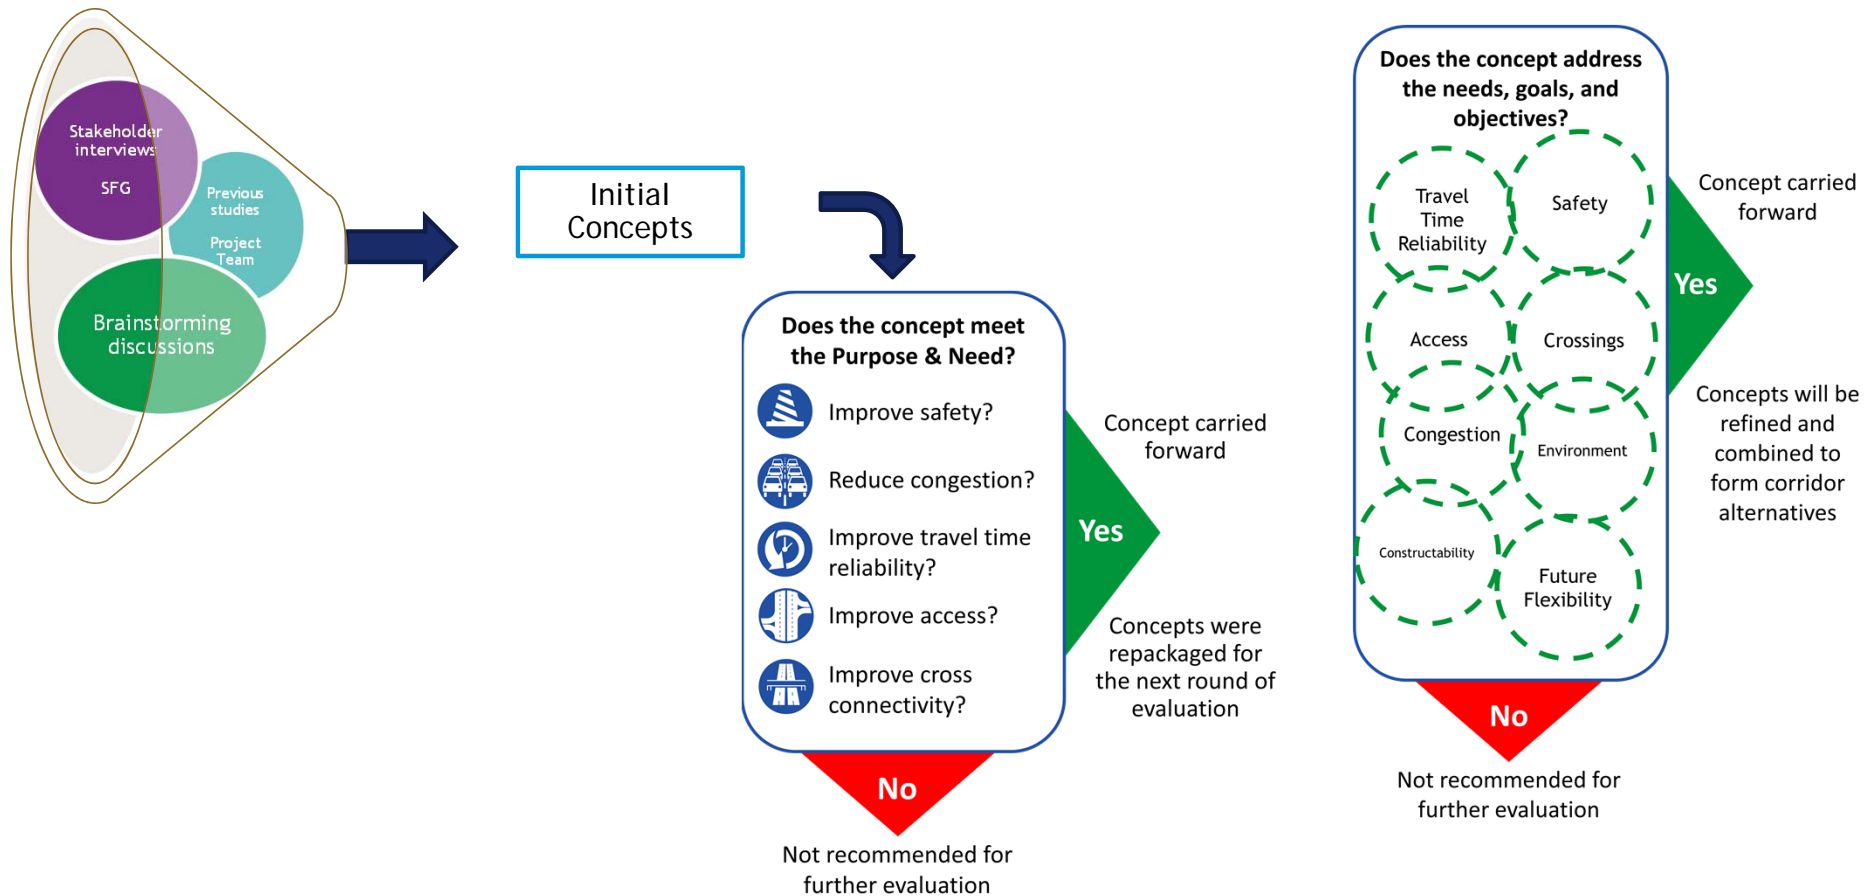 Stakeholder
interviews
SFG
Previous
studies
Project
Team
Brainstorming
discussions
Initial
Concepts
Does the concept meet
the Purpose & Need?
Improve safety?
Reduce congestion?
Improve travel time
reliability?
Improve access?
Improve cross
connectivity?
Yes
Concept carried
forward
Concepts were
repackaged for
the next round of
evaluation
No
Not recommended for
further evaluation
Does the concept address
the needs, goals, and
objectives?
Travel
Time
Reliability
Safety
Access
Crossings
Congestion
Environment
Constructability
Future
Flexibility
Yes
Concept carried
forward
Concepts will be
refined and
combined to
form corridor
alternatives
No
Not recommended for
further evaluation